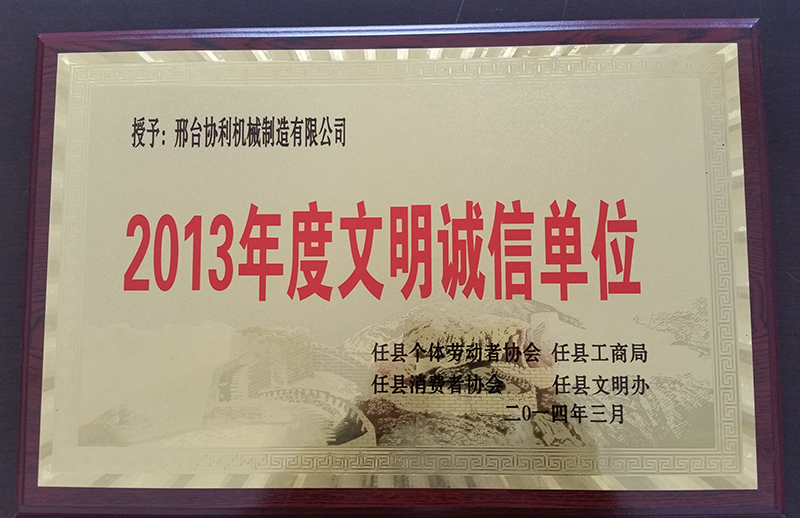 授予：邢台协利机械制造有限公司
2013年度文明诚信单位
任县个体劳动者协会 任县工商局
任县消费者协会 任县文明办
二0一四年三月